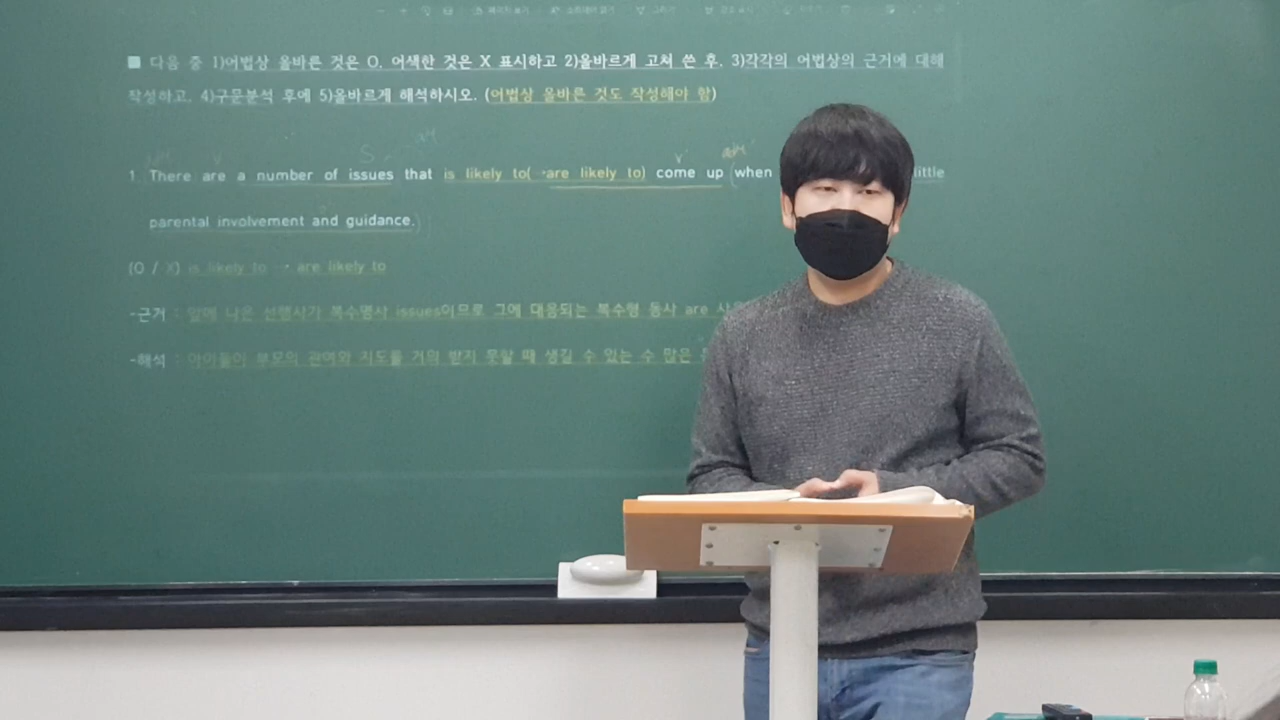 ■ 다음 중 1)어법상 올바른 것은 O, 어색한 것은 X 표시하고 2)올바르게 고쳐 쓴 후, 3)각각의 어법상의 근거에 대해
작성하고, 4)구문분석 후에 5)올바르게 해석하시오. (어법상 올바른 것도 작성해야 함)
1 There are a number of issues that is likely to( →are likely to) come up (when little
parental involvement and guidance.)
(O / X) is likely to → are likely to
-근거 : 앞에 나온 선행사가 복수명사 issues이므로 그에 대응되는 복수형 동사 are
-해석 : 아이들이 부모의 관여와 지도를 거의 받지 못할 때 생길 수 있는 수 많은